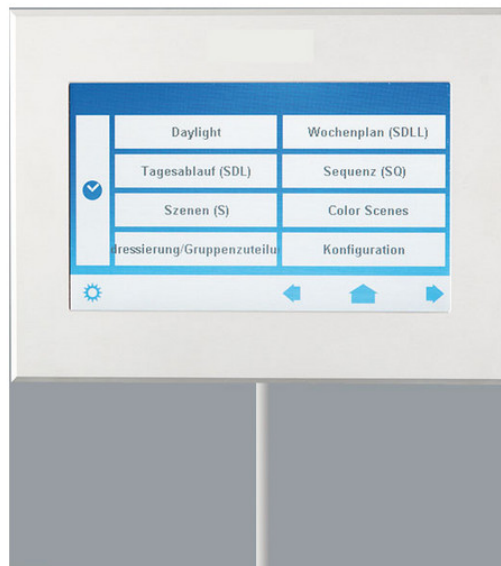 Daylight
Wochenplan (SDLL)
Tagesablauf (SDL)
Sequenz (SQ)
Szenen (S)
Color Scenes
dressierung/Gruppenzuteilu
Konfiguration